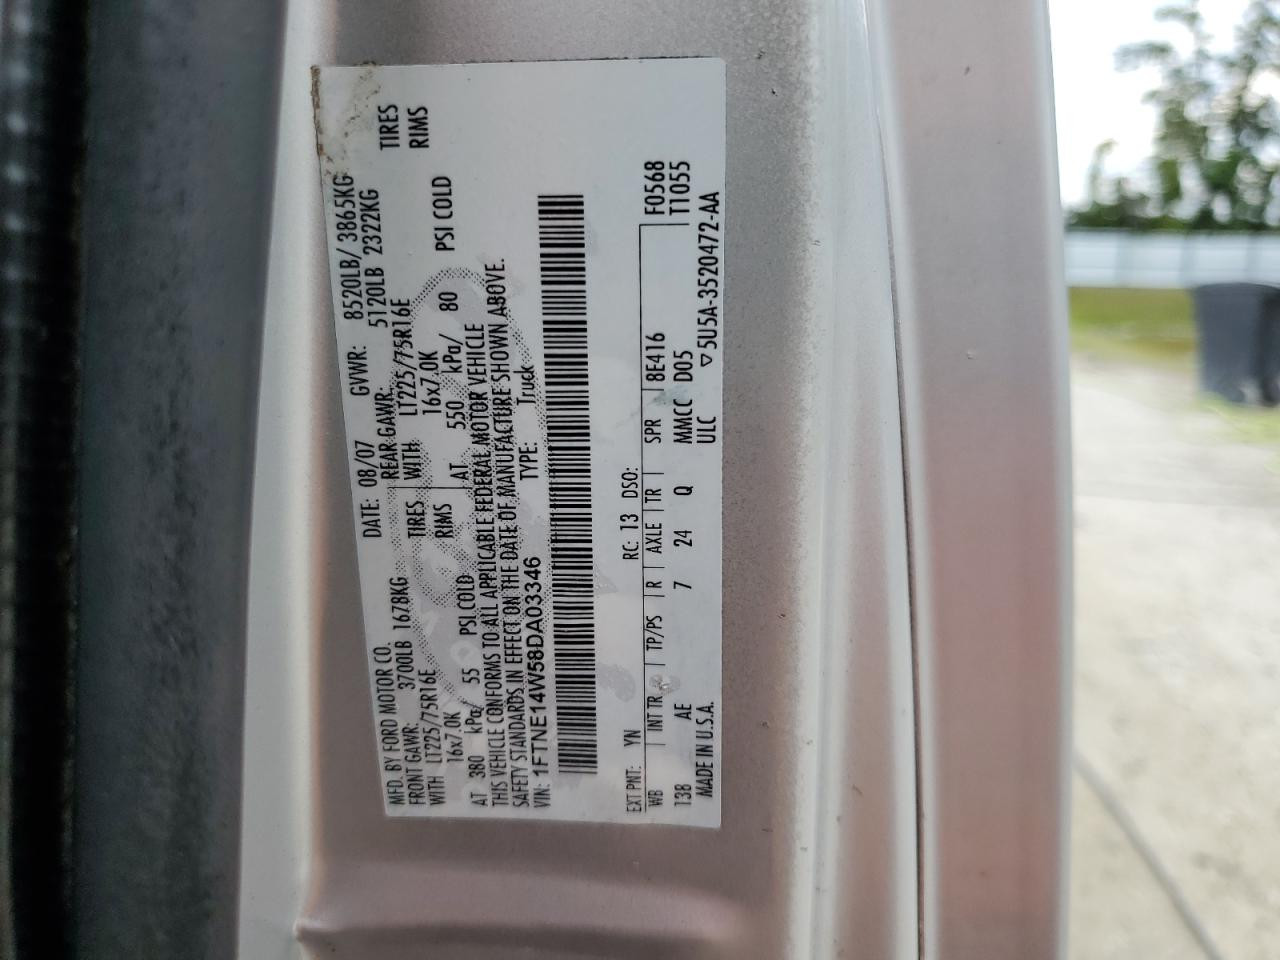 MFD. BY FORD MOTOR CO.
DATE: 08/07 GVWR: 8520LB/ 3865KG
FRONT GAWR: 3700LB 1678KG REAR GAWR: 5120LB 2322KG
WITH LT225/75R16E TIRES WITH LT225/75R16E TIRES
16x7.0K RIMS 16x7.0K RIMS
AT 380 kPa/ 55 PSI COLD AT 550 kPa/ 80 PSI COLD
THIS VEHICLE CONFORMS TO ALL APPLICABLE FEDERAL MOTOR VEHICLE
SAFETY STANDARDS IN EFFECT ON THE DATE OF MANUFACTURE SHOWN ABOVE.
VIN: 1FTNE14W58DA03346 TYPE: Truck
EXT PNT: YN RC: 13 DSO: F0568
WB INT TR TP/PS R AXLE TR SPR 8E416 T1055
138 AE 7 24 Q MMCC D05
MADE IN U.S.A. ULC ▽5U5A-3520472-AA